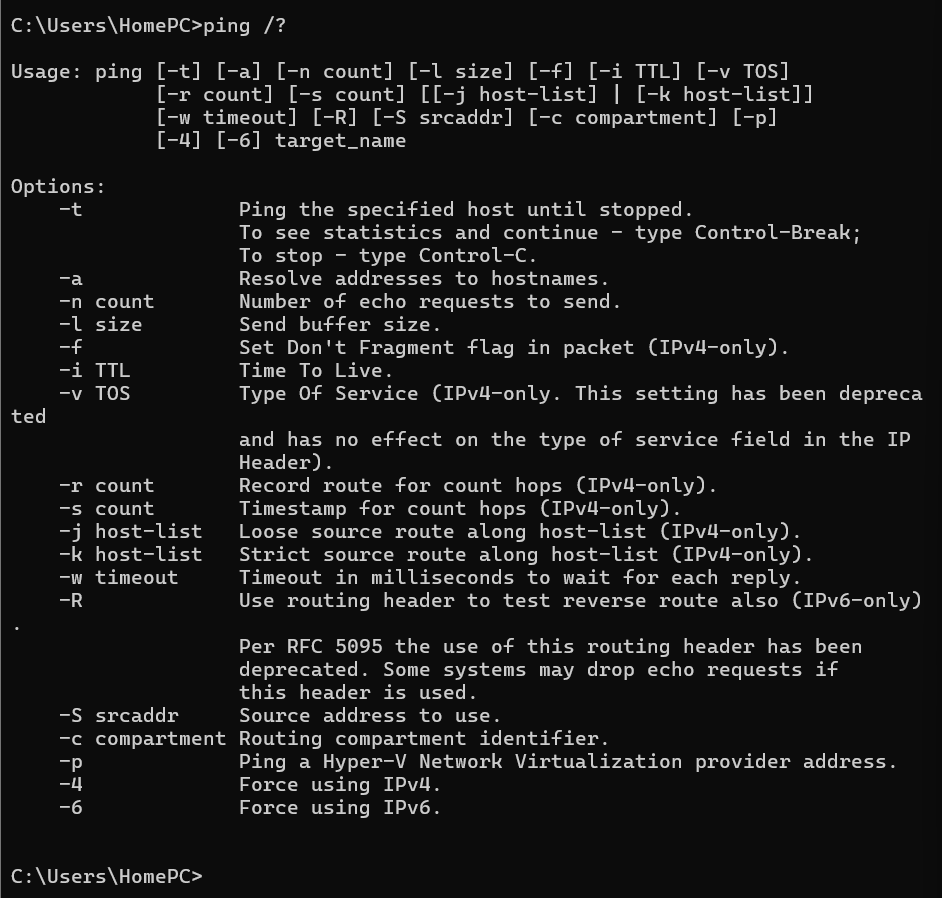 C:\Users\HomePC>ping /?
Usage: ping [-t] [-a] [-n count] [-l size] [-f] [-i TTL] [-v TOS]
            [-r count] [-s count] [[-j host-list] | [-k host-list]]
            [-w timeout] [-R] [-S srcaddr] [-c compartment] [-p]
            [-4] [-6] target_name
Options:
    -t             Ping the specified host until stopped.
                   To see statistics and continue - type Control-Break;
                   To stop - type Control-C.
    -a             Resolve addresses to hostnames.
    -n count       Number of echo requests to send.
    -l size        Send buffer size.
    -f             Set Don't Fragment flag in packet (IPv4-only).
    -i TTL         Time To Live.
    -v TOS         Type Of Service (IPv4-only. This setting has been depreca
ted
                   and has no effect on the type of service field in the IP
                   Header).
    -r count       Record route for count hops (IPv4-only).
    -s count       Timestamp for count hops (IPv4-only).
    -j host-list   Loose source route along host-list (IPv4-only).
    -k host-list   Strict source route along host-list (IPv4-only).
    -w timeout     Timeout in milliseconds to wait for each reply.
    -R             Use routing header to test reverse route also (IPv6-only)
.
                   Per RFC 5095 the use of this routing header has been
                   deprecated. Some systems may drop echo requests if
                   this header is used.
    -S srcaddr     Source address to use.
    -c compartment Routing compartment identifier.
    -p             Ping a Hyper-V Network Virtualization provider address.
    -4             Force using IPv4.
    -6             Force using IPv6.
C:\Users\HomePC>